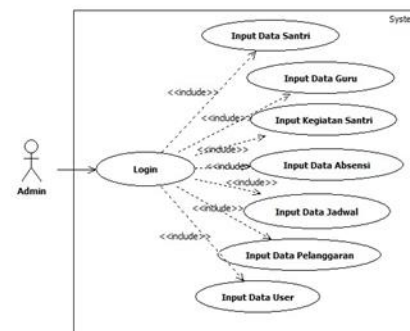 Syste
Input Data Santri
<<include>>
Input Data Guru
<<include>>
Input Kegiatan Santri
<<include>>
Admin
Login
<<include>>
Input Data Absensi
<<include>>
Input Data Jadwal
<<include>>
Input Data Pelanggaran
<<include>>
Input Data User